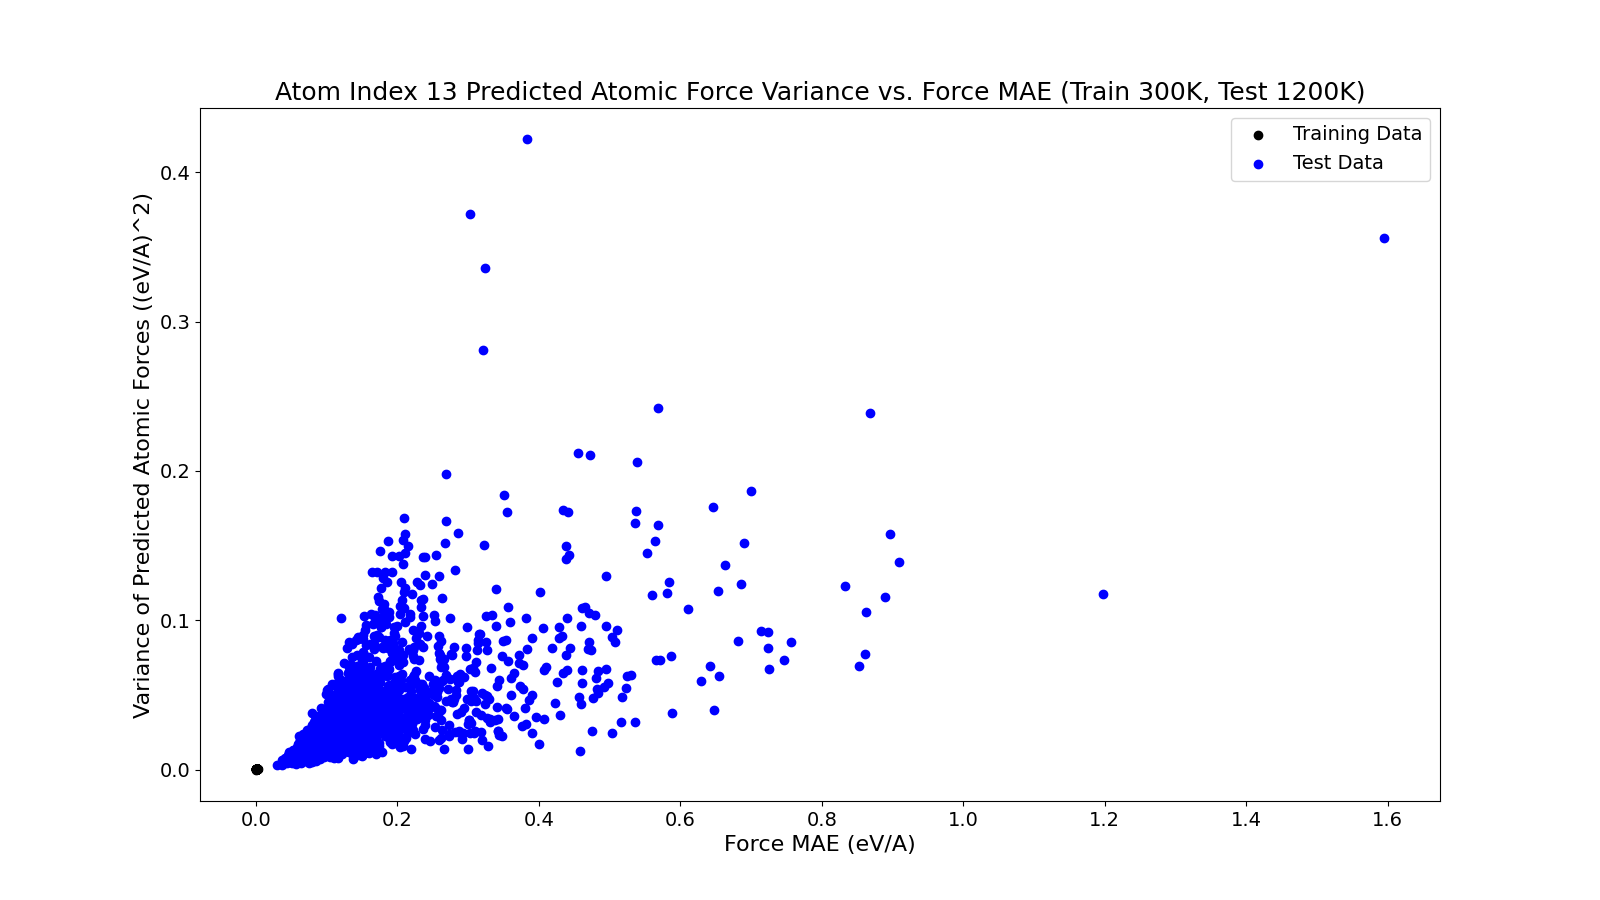 Atom Index 13 Predicted Atomic Force Variance vs. Force MAE (Train 300K, Test 1200K)
Training Data
Test Data
Variance of Predicted Atomic Forces ((eV/A)^2)
0.4
0.3
0.2
0.1
0.0
0.0 0.2 0.4 0.6 0.8 1.0 1.2 1.4 1.6
Force MAE (eV/A)